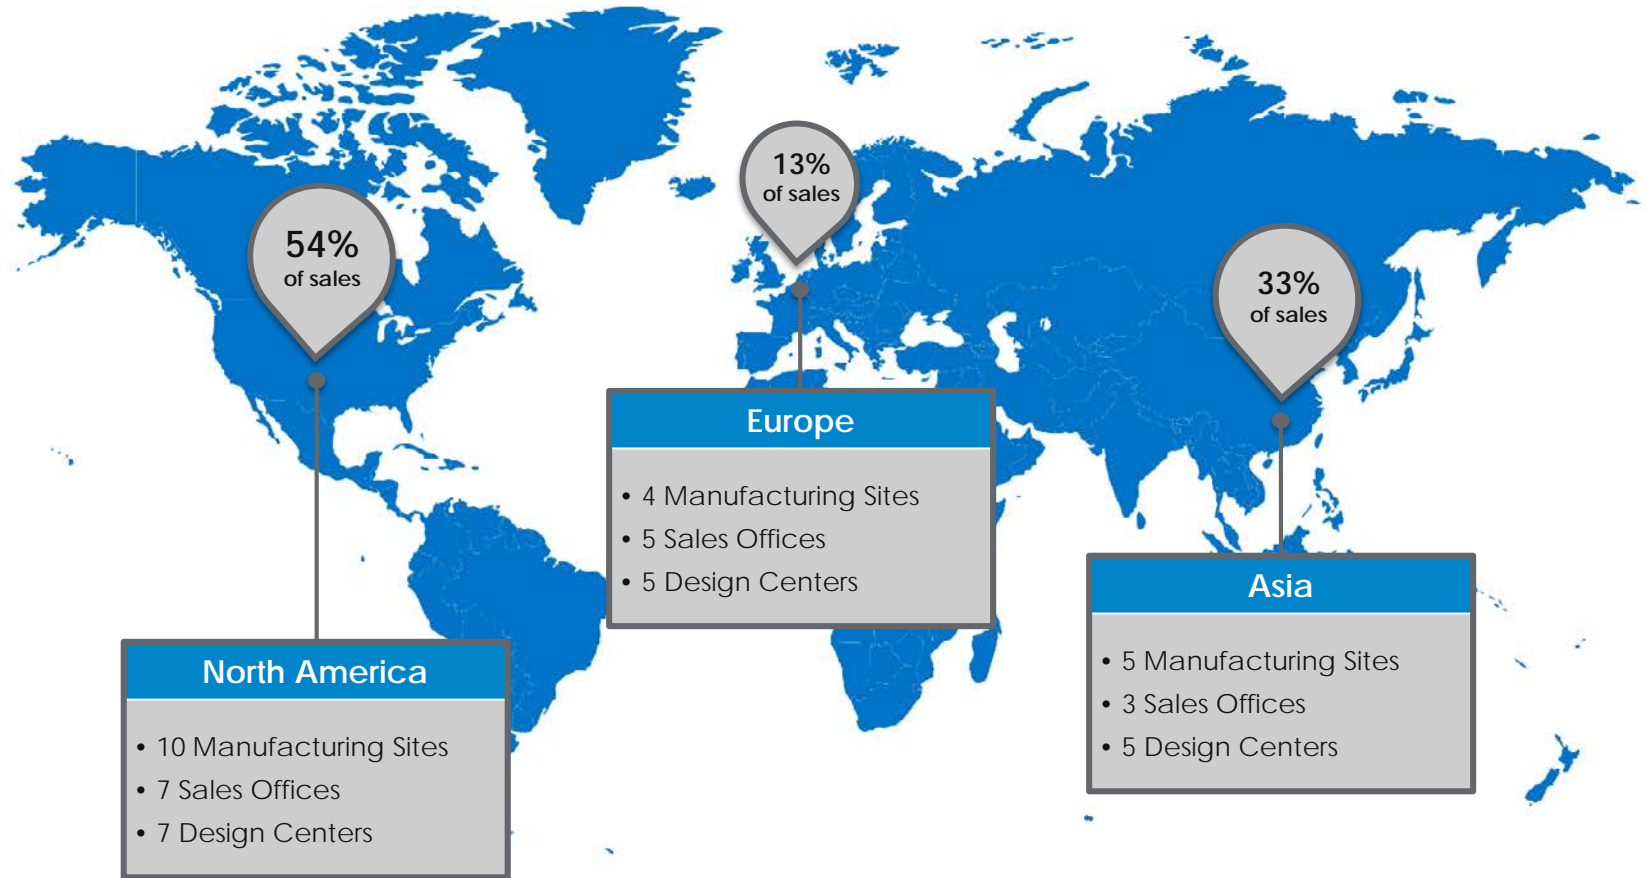 54%
of sales
13%
of sales
33%
of sales
North America
• 10 Manufacturing Sites
• 7 Sales Offices
• 7 Design Centers
Europe
• 4 Manufacturing Sites
• 5 Sales Offices
• 5 Design Centers
Asia
• 5 Manufacturing Sites
• 3 Sales Offices
• 5 Design Centers